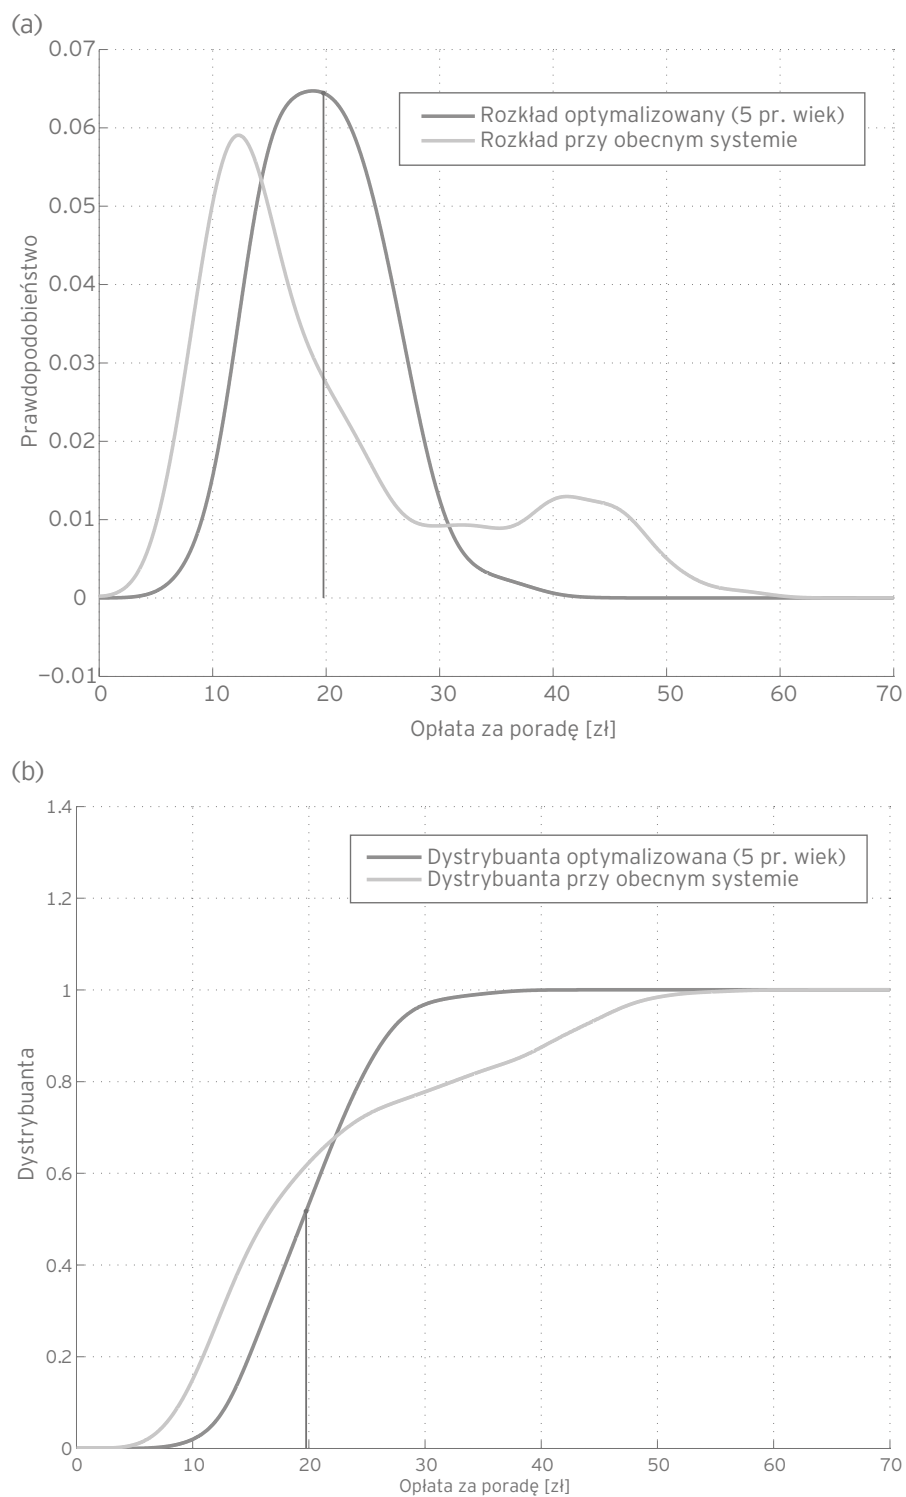 (a)
0.07
0.06
0.05
0.04
0.03
0.02
0.01
0
−0.01
Prawdopodobieństwo
Rozkład optymalizowany (5 pr. wiek)
Rozkład przy obecnym systemie
0 10 20 30 40 50 60 70
Opłata za poradę [zł]
(b)
1.4
1.2
1
0.8
0.6
0.4
0.2
0
Dystrybuanta
Dystrybuanta optymalizowana (5 pr. wiek)
Dystrybuanta przy obecnym systemie
0 10 20 30 40 50 60 70
Opłata za poradę [zł]